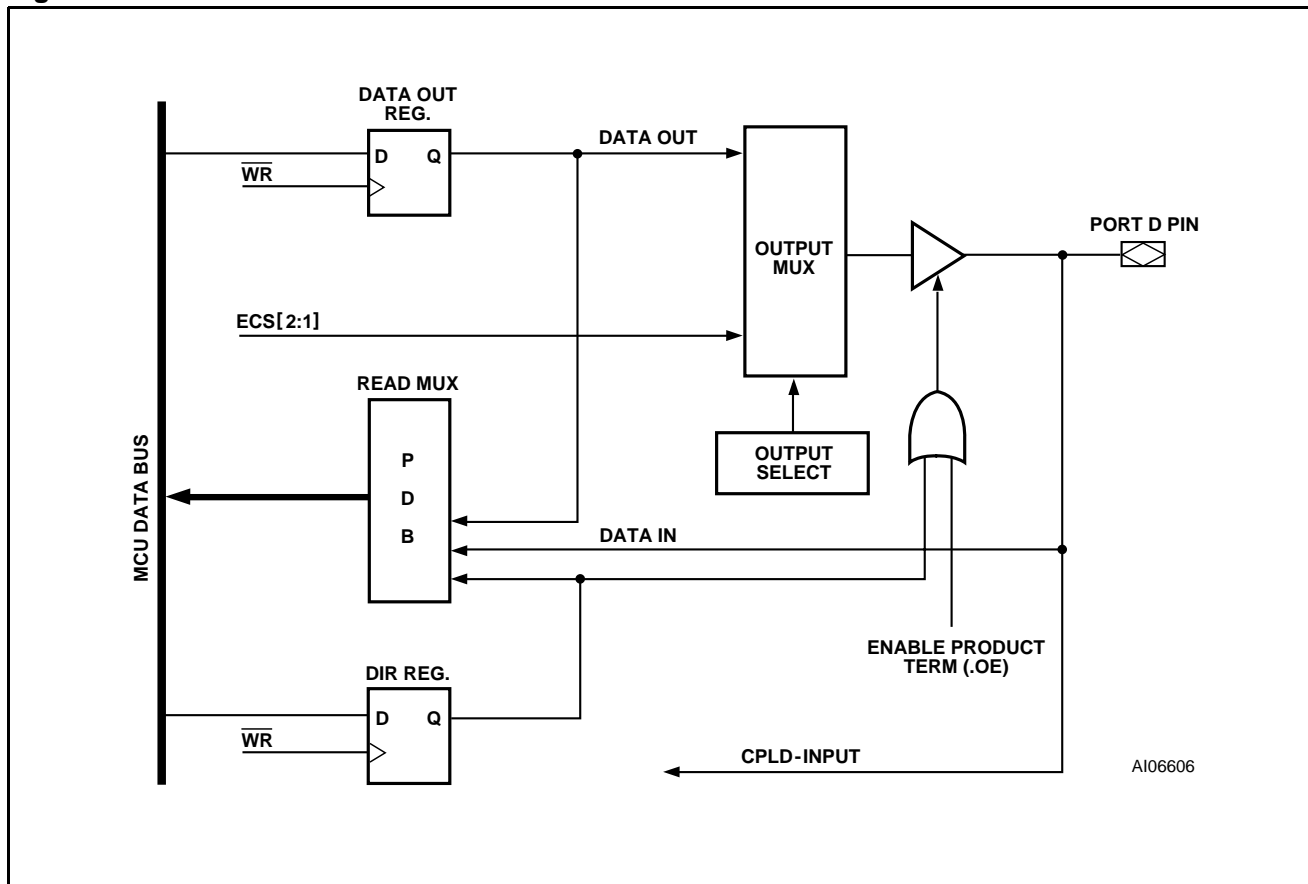 DATA OUT
REG.
D Q
WR
DATA OUT
OUTPUT
MUX
PORT D PIN
ECS[2:1]
READ MUX
P
D
B
OUTPUT
SELECT
MCU DATA BUS
DATA IN
ENABLE PRODUCT
TERM (.OE)
DIR REG.
D Q
WR
CPLD-INPUT
AI06606